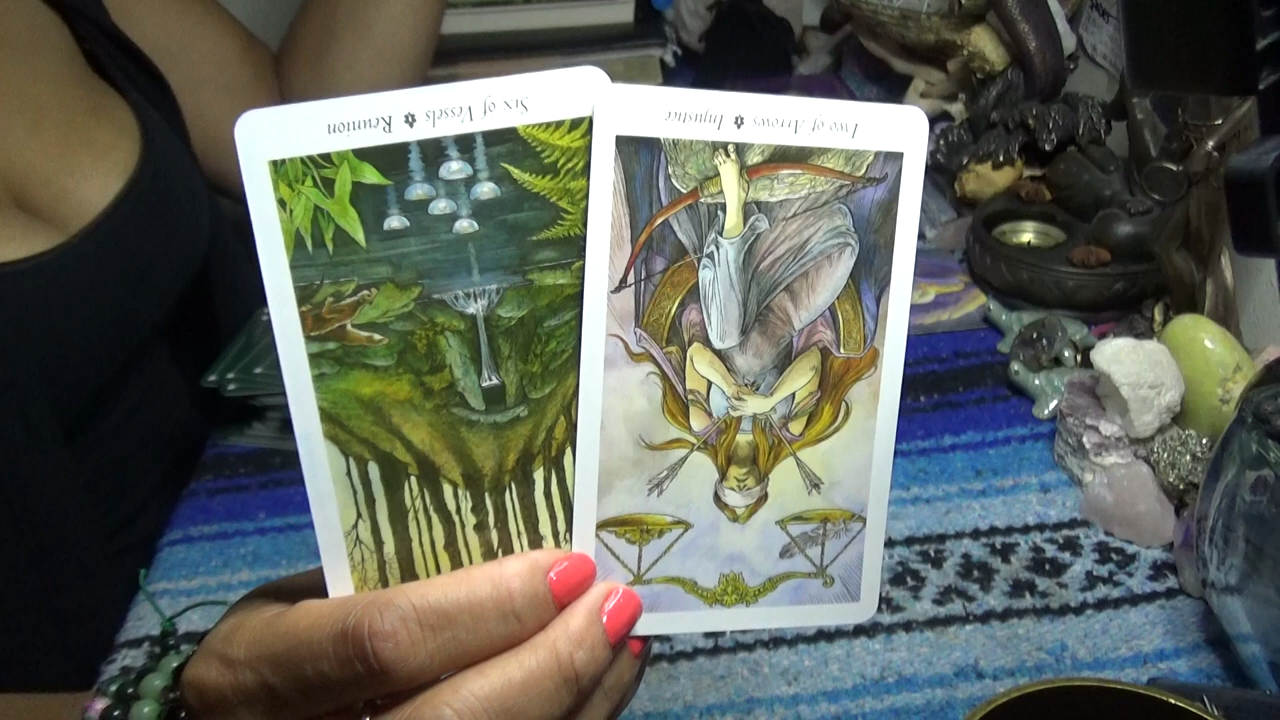 Six of Vessels ✦ Reunion
Two of Arrows ✦ Injustice